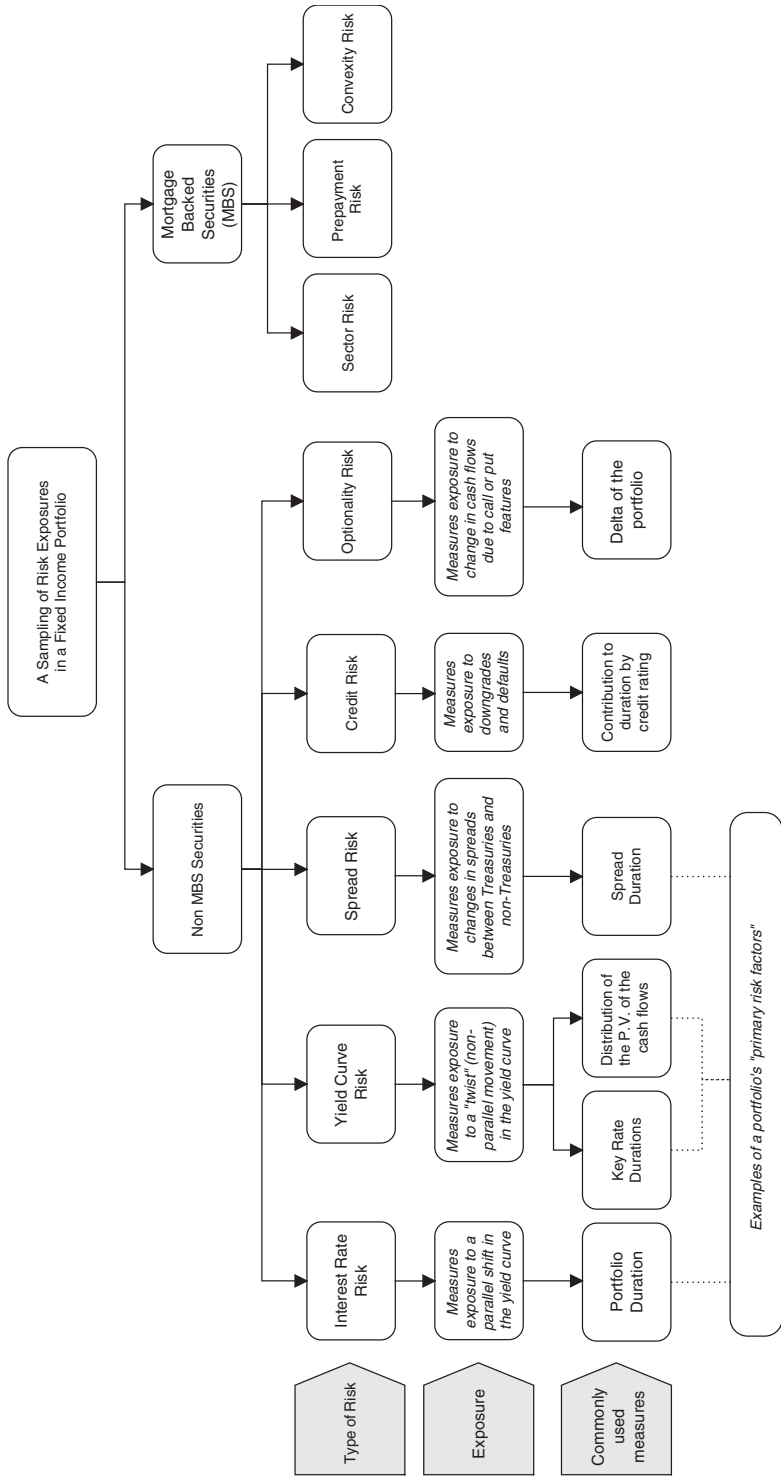 A Sampling of Risk Exposures
in a Fixed Income Portfolio
Non MBS Securities
Mortgage
Backed
Securities
(MBS)
Type of Risk
Interest Rate
Risk
Yield Curve
Risk
Spread Risk
Credit Risk
Optionality Risk
Sector Risk
Prepayment
Risk
Convexity Risk
Exposure
Measures
exposure to a
parallel shift in
the yield curve
Measures exposure
to a "twist" (non-
parallel movement)
in the yield curve
Measures exposure to
changes in spreads
between Treasuries and
non-Treasuries
Measures
exposure to
downgrades
and defaults
Measures exposure to
change in cash flows
due to call or put
features
Commonly
used
measures
Portfolio
Duration
Key Rate
Durations
Distribution of
the P.V. of the
cash flows
Spread
Duration
Contribution to
duration by
credit rating
Delta of the
portfolio
Examples of a portfolio's "primary risk factors"